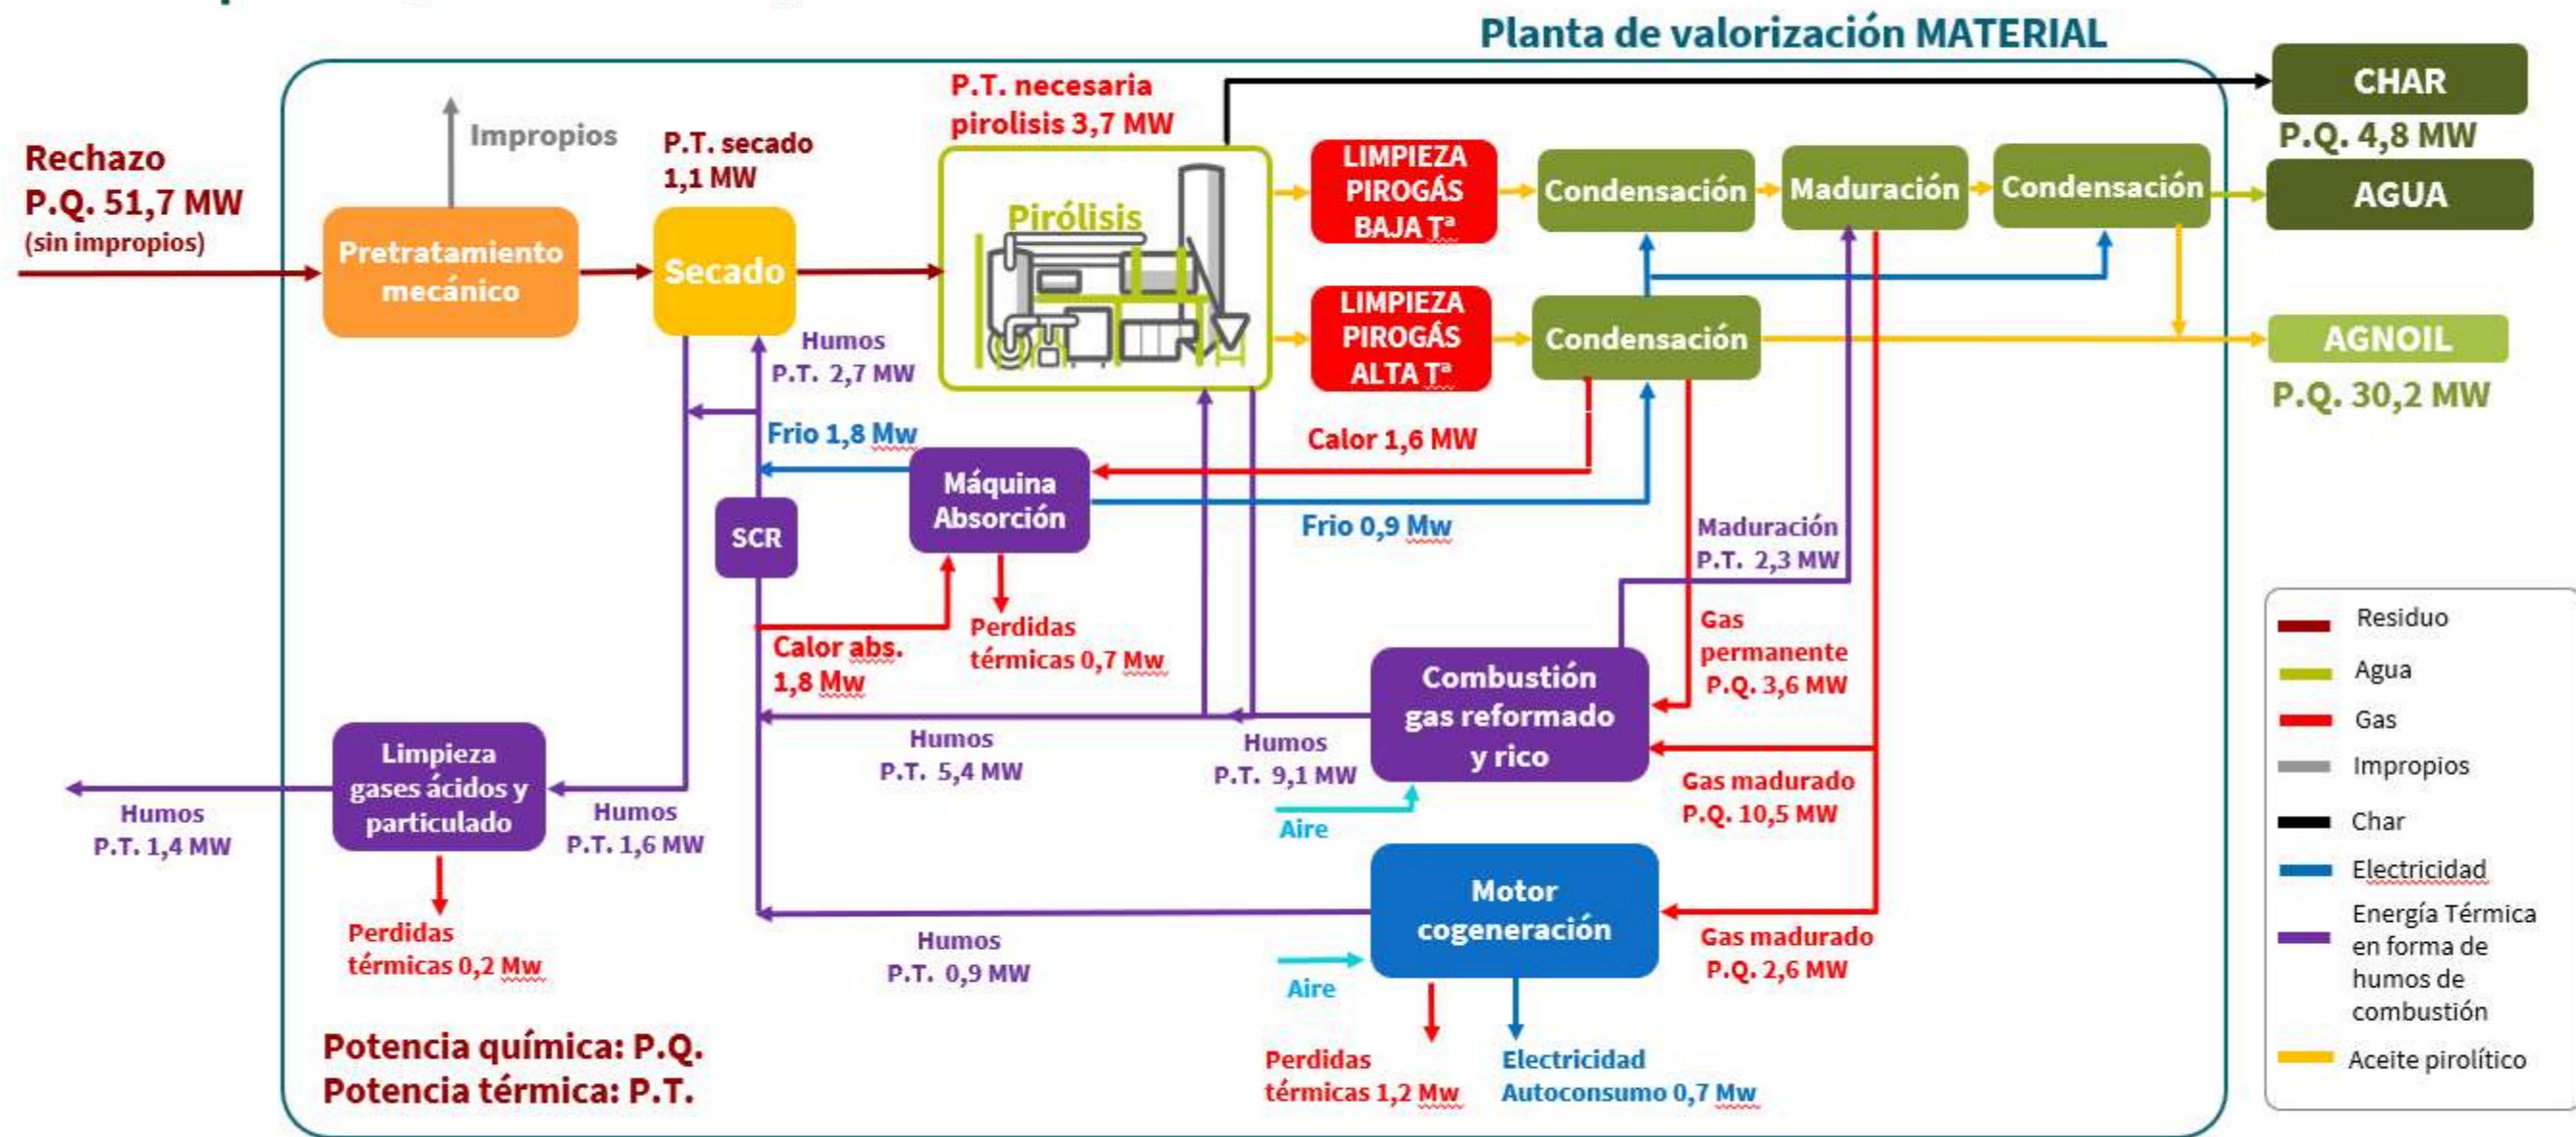 Planta de valorización MATERIAL
Rechazo
P.Q. 51,7 MW
(sin impropios)
Impropios
Pretratamiento
mecánico
P.T. secado
1,1 MW
Secado
P.T. necesaria
pirolisis 3,7 MW
Pirólisis
LIMPIEZA
PIROGÁS
BAJA Tª
Condensación
Maduración
Condensación
LIMPIEZA
PIROGÁS
ALTA Tª
Condensación
CHAR
P.Q. 4,8 MW
AGUA
AGNOIL
P.Q. 30,2 MW
Humos
P.T. 2,7 MW
Frio 1,8 Mw
Máquina
Absorción
SCR
Calor 1,6 MW
Frio 0,9 Mw
Calor abs.
1,8 Mw
Perdidas
térmicas 0,7 Mw
Maduración
P.T. 2,3 MW
Gas
permanente
P.Q. 3,6 MW
Combustión
gas reformado
y rico
Humos
P.T. 5,4 MW
Humos
P.T. 9,1 MW
Aire
Gas madurado
P.Q. 10,5 MW
Limpieza
gases ácidos y
particulado
Humos
P.T. 1,4 MW
Humos
P.T. 1,6 MW
Perdidas
térmicas 0,2 Mw
Motor
cogeneración
Humos
P.T. 0,9 MW
Aire
Gas madurado
P.Q. 2,6 MW
Perdidas
térmicas 1,2 Mw
Electricidad
Autoconsumo 0,7 Mw
Potencia química: P.Q.
Potencia térmica: P.T.
Residuo
Agua
Gas
Impropios
Char
Electricidad
Energía Térmica
en forma de
humos de
combustión
Aceite pirolítico